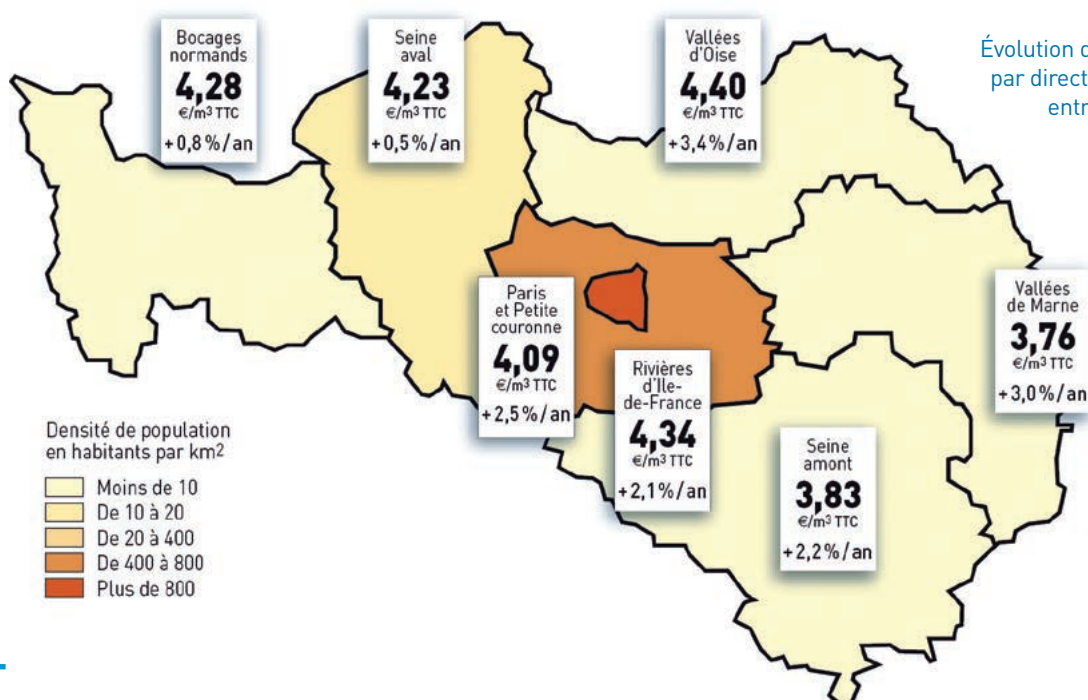 Bocages
normands
4,28
€/m³ TTC
+0,8%/an
Seine
aval
4,23
€/m³ TTC
+0,5%/an
Vallées
d'Oise
4,40
€/m³ TTC
+3,4%/an
Évolution d
par direct
entr
Paris
et Petite
couronne
4,09
€/m³ TTC
+2,5%/an
Rivières
d'Ile-
de-France
4,34
€/m³ TTC
+2,1%/an
Vallées
de Marne
3,76
€/m³ TTC
+3,0%/an
Seine
amont
3,83
€/m³ TTC
+2,2%/an
Densité de population
en habitants par km²
Moins de 10
De 10 à 20
De 20 à 400
De 400 à 800
Plus de 800